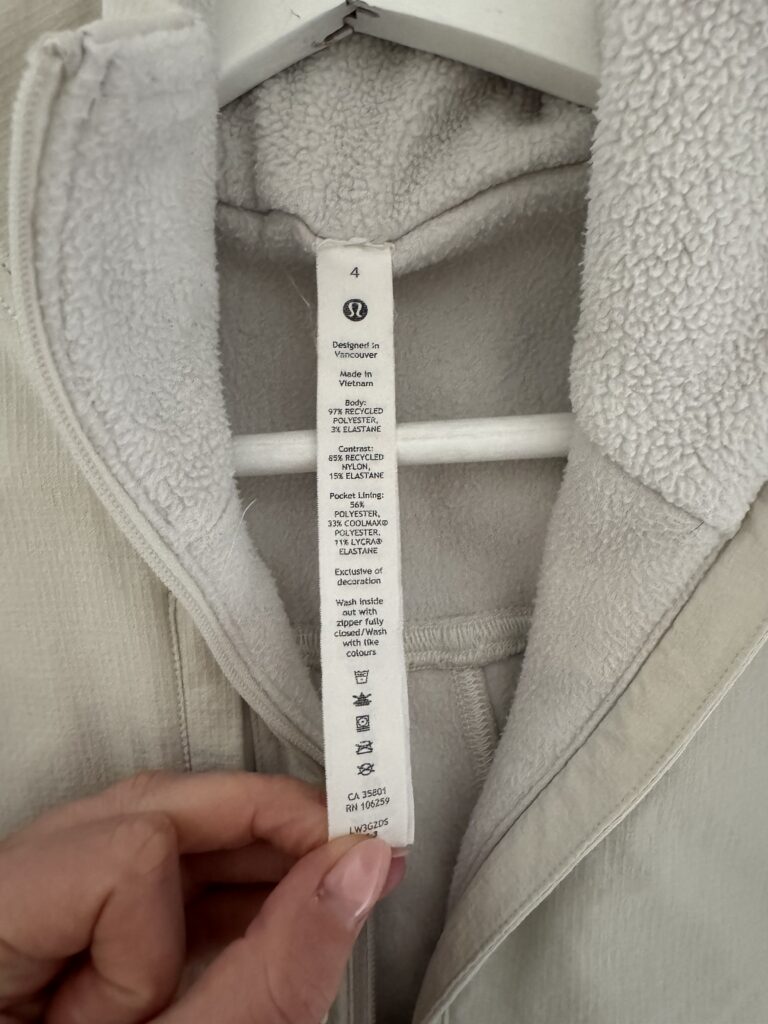 4
Designed in
Vancouver
Made in
Vietnam
Body:
97% RECYCLED
POLYESTER,
3% ELASTANE
Contrast:
85% RECYCLED
NYLON,
15% ELASTANE
Pocket Lining:
56%
POLYESTER,
33% COOLMAX®
POLYESTER,
11% LYCRA®
ELASTANE
Exclusive of
decoration
Wash inside
out with
zipper fully
closed/Wash
with like
colours
CA 35801
RN 106259
LW3GZDS